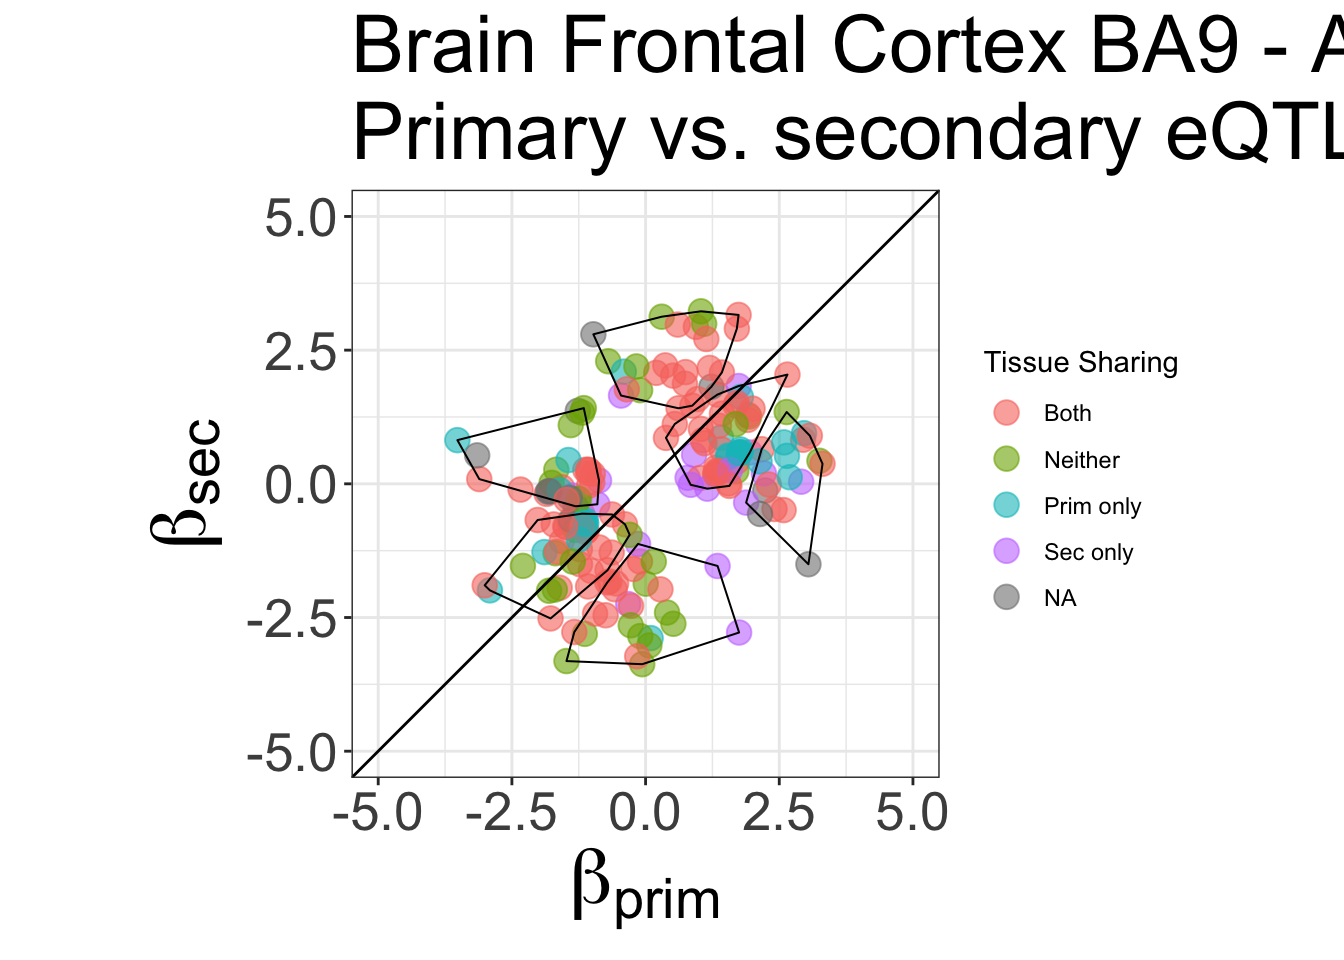 Brain Frontal Cortex BA9 - A
Primary vs. secondary eQTL
5.0
2.5
0.0
-2.5
-5.0
βsec
-5.0 -2.5 0.0 2.5 5.0
βprim
Tissue Sharing
Both
Neither
Prim only
Sec only
NA